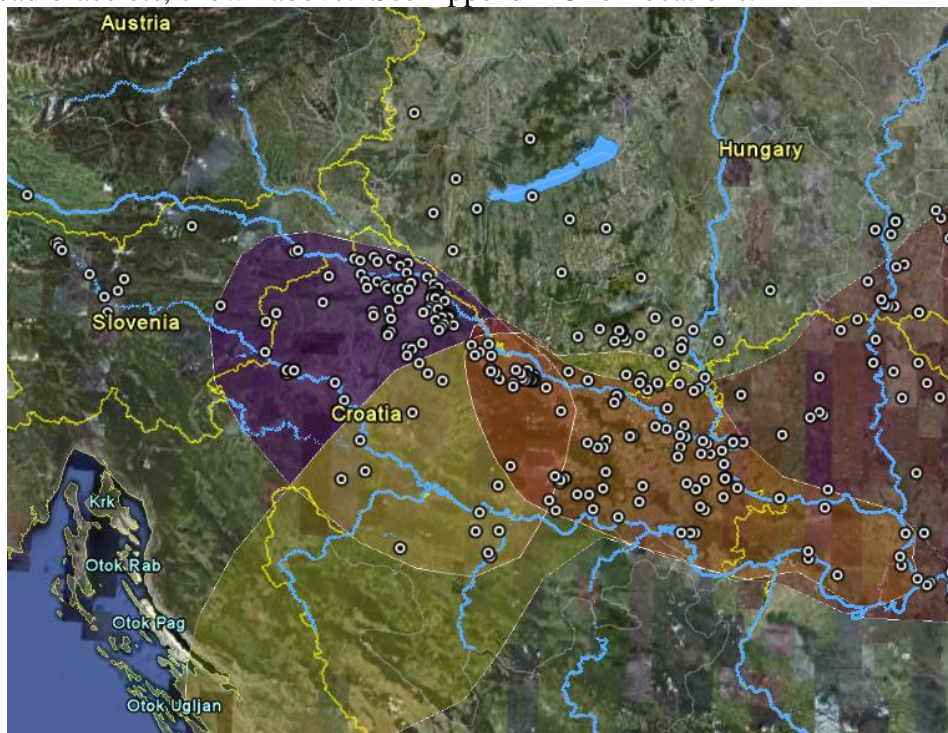 Austria
Hungary
Slovenia
Croatia
Krk
Otok Rab
Otok Pag
Otok Ugljan